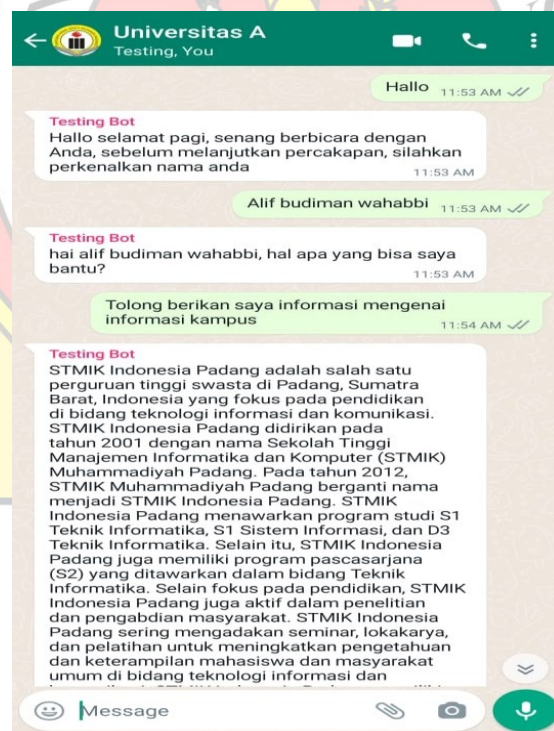 Universitas A
Testing, You
Hallo 11:53 AM
Testing Bot
Hallo selamat pagi, senang berbicara dengan
Anda, sebelum melanjutkan percakapan, silahkan
perkenalkan nama anda
11:53 AM
Alif budiman wahabbi 11:53 AM
Testing Bot
hai alif budiman wahabbi, hal apa yang bisa saya
bantu?
11:53 AM
Tolong berikan saya informasi mengenai
informasi kampus
11:54 AM
Testing Bot
STMIK Indonesia Padang adalah salah satu
perguruan tinggi swasta di Padang, Sumatra
Barat, Indonesia yang fokus pada pendidikan
di bidang teknologi informasi dan komunikasi.
STMIK Indonesia Padang didirikan pada
tahun 2001 dengan nama Sekolah Tinggi
Manajemen Informatika dan Komputer (STMIK)
Muhammadiyah Padang. Pada tahun 2012,
STMIK Muhammadiyah Padang berganti nama
menjadi STMIK Indonesia Padang. STMIK
Indonesia Padang menawarkan program studi S1
Teknik Informatika, S1 Sistem Informasi, dan D3
Teknik Informatika. Selain itu, STMIK Indonesia
Padang juga memiliki program pascasarjana
(S2) yang ditawarkan dalam bidang Teknik
Informatika. Selain fokus pada pendidikan, STMIK
Indonesia Padang juga aktif dalam penelitian
dan pengabdian masyarakat. STMIK Indonesia
Padang sering mengadakan seminar, lokakarya,
dan pelatihan untuk meningkatkan pengetahuan
dan keterampilan mahasiswa dan masyarakat
umum di bidang teknologi informasi dan
Message